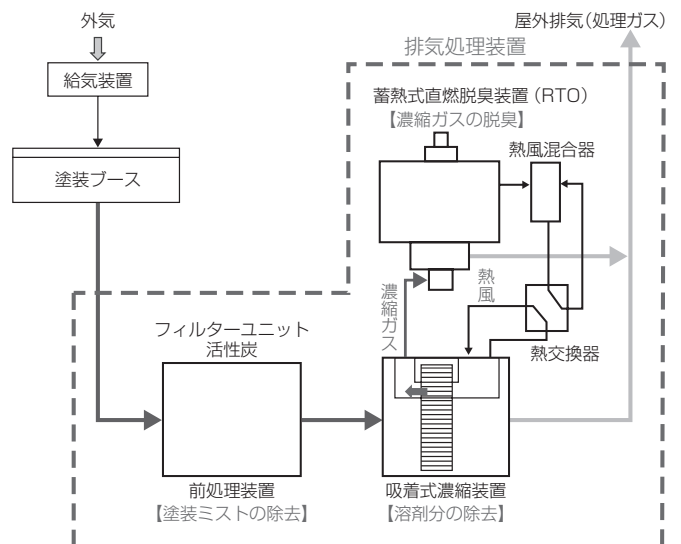 外気
屋外排気(処理ガス)
排気処理装置
給気装置
蓄熱式直燃脱臭装置(RTO)
【濃縮ガスの脱臭】
熱風混合器
塗装ブース
熱風
濃縮ガス
フィルターユニット
活性炭
熱交換器
前処理装置
【塗装ミストの除去】
吸着式濃縮装置
【溶剤分の除去】